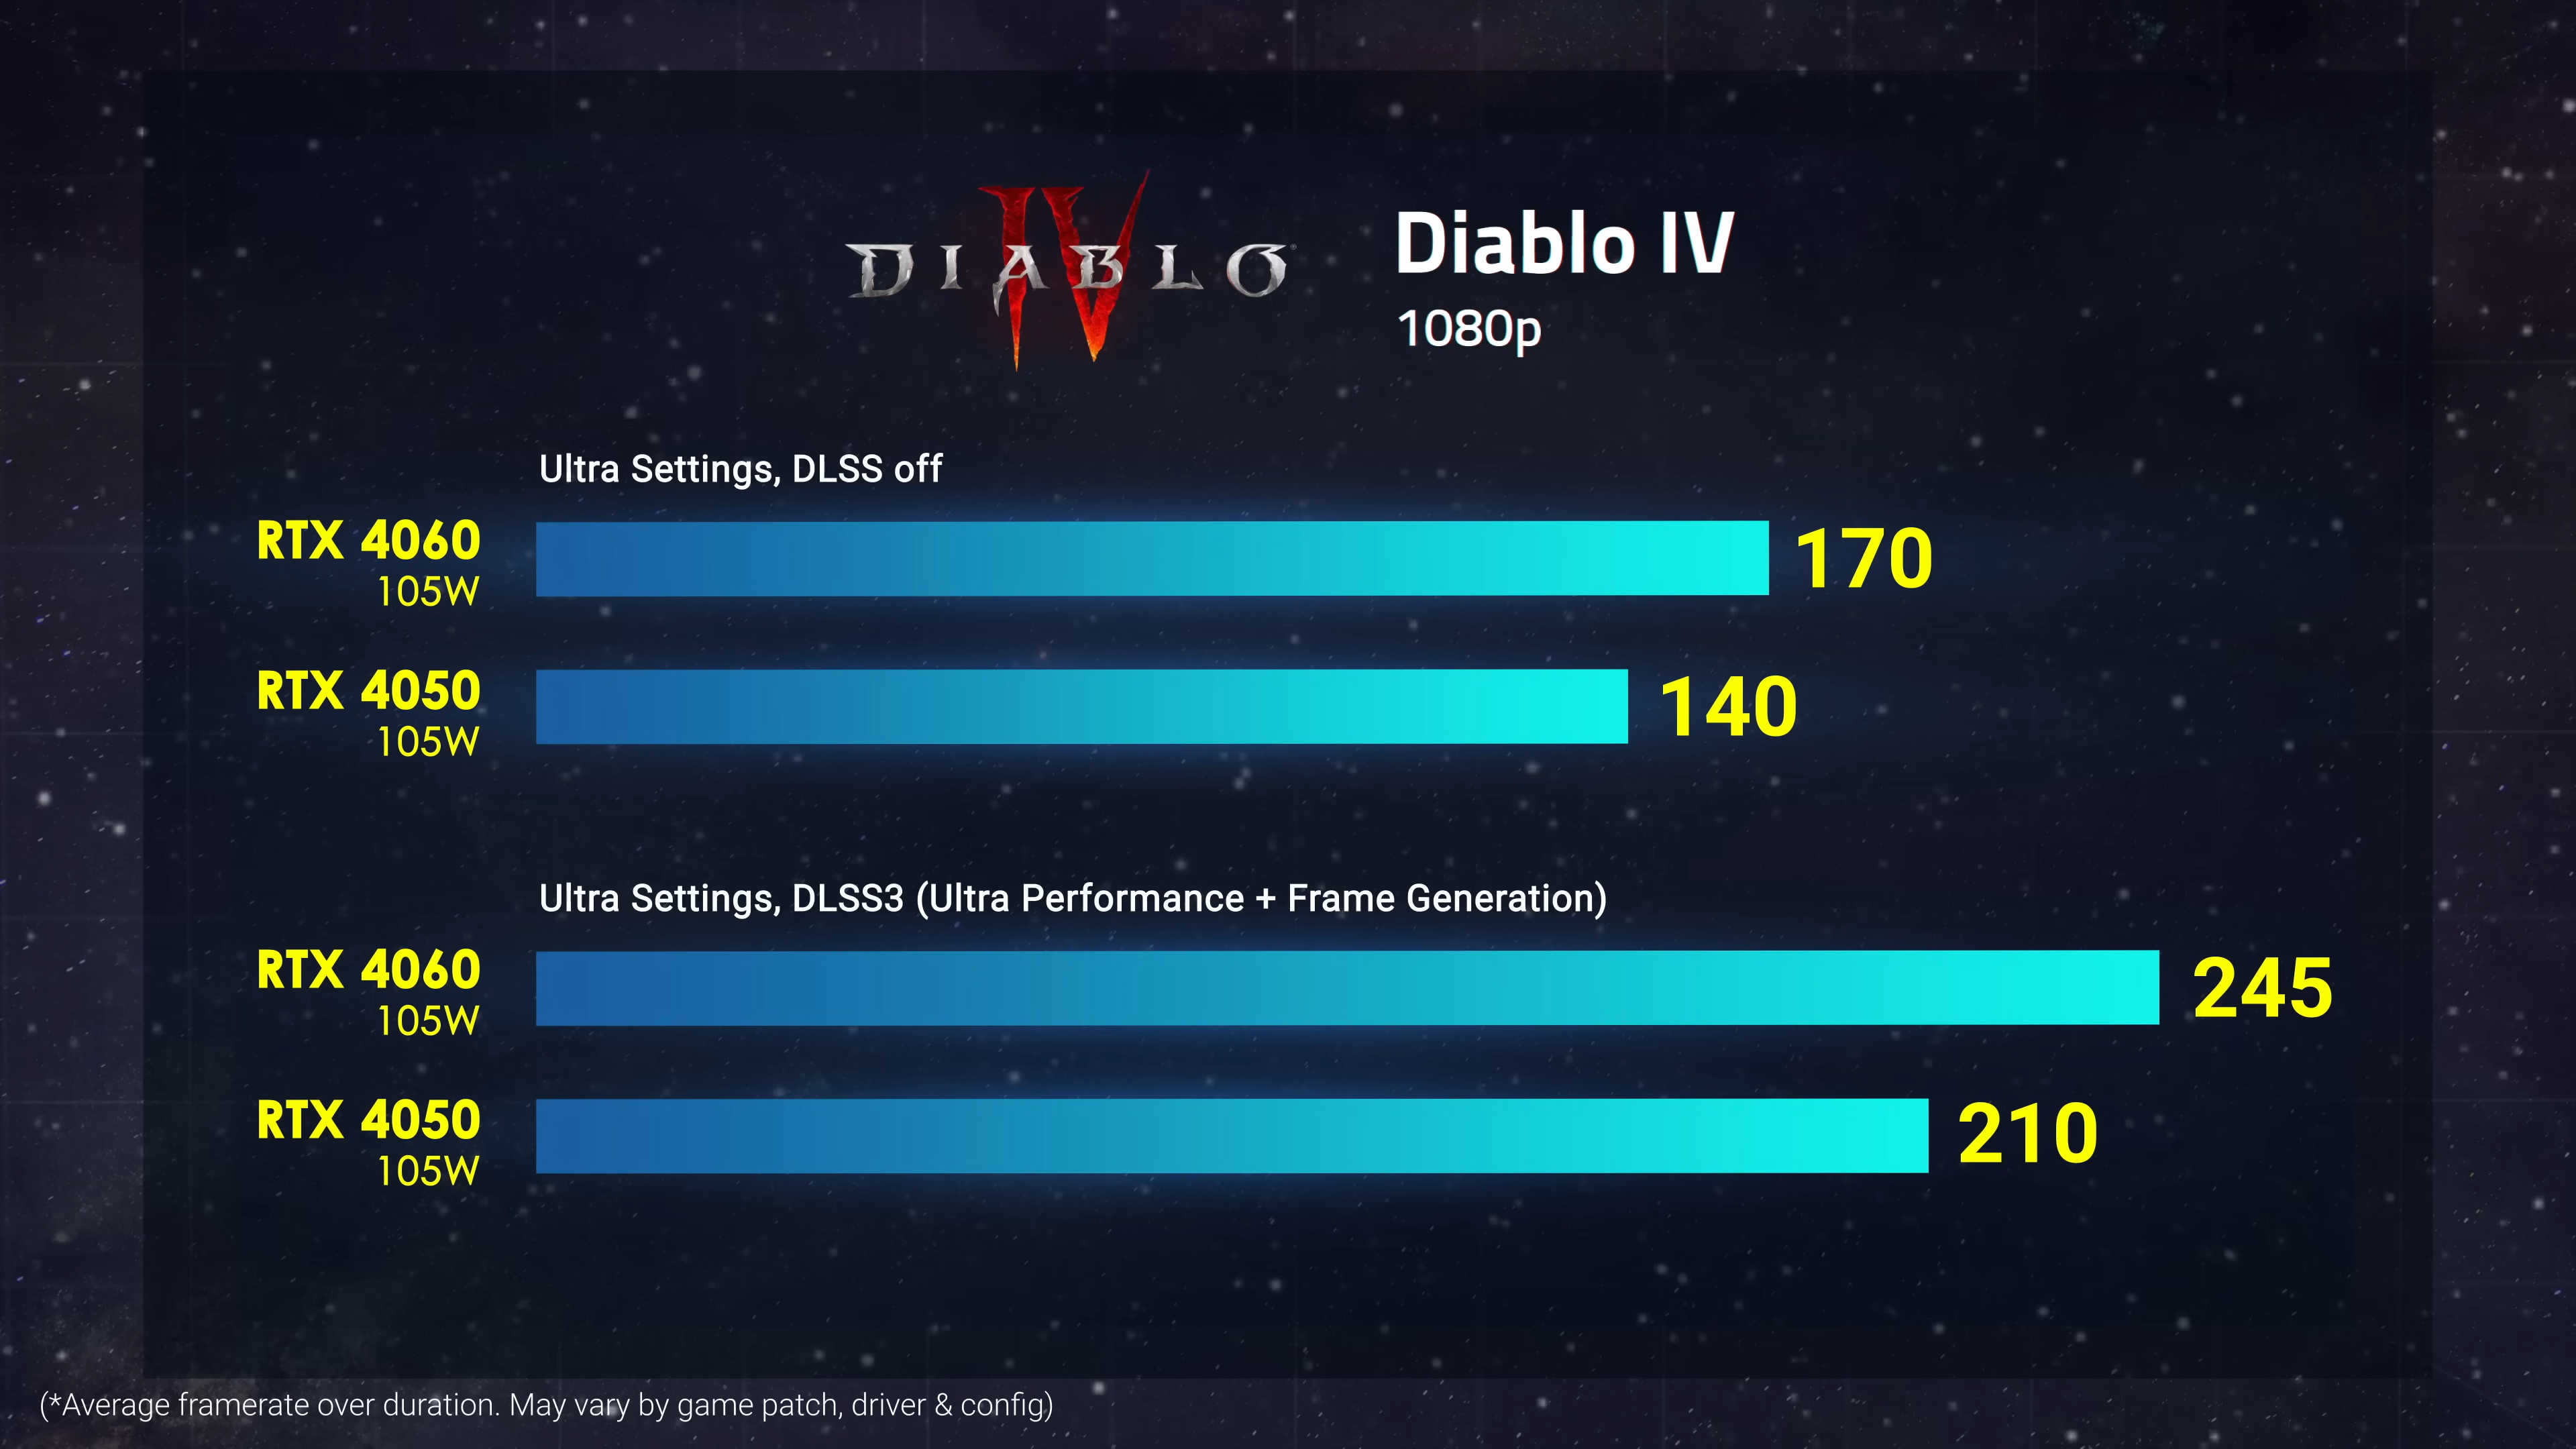 DIABLO IV
Diablo IV
1080p
Ultra Settings, DLSS off
RTX 4060
105W
170
RTX 4050
105W
140
Ultra Settings, DLSS3 (Ultra Performance + Frame Generation)
RTX 4060
105W
245
RTX 4050
105W
210
(*Average framerate over duration. May vary by game patch, driver & config)